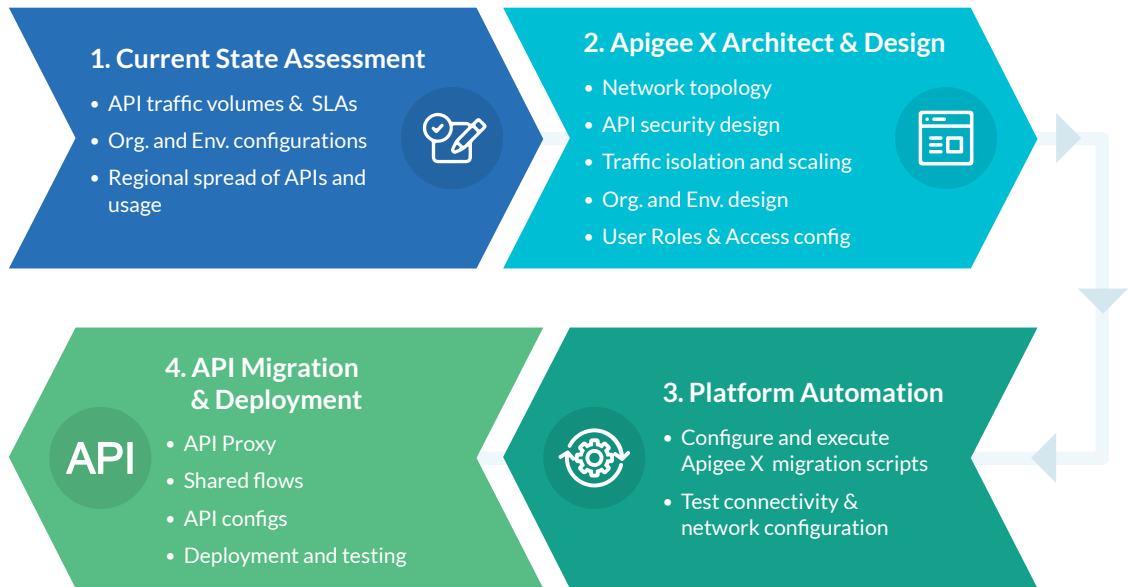 1. Current State Assessment
• API traffic volumes & SLAs
• Org. and Env. configurations
• Regional spread of APIs and
usage
2. Apigee X Architect & Design
• Network topology
• API security design
• Traffic isolation and scaling
• Org. and Env. design
• User Roles & Access config
3. Platform Automation
• Configure and execute
Apigee X migration scripts
• Test connectivity &
network configuration
4. API Migration
& Deployment
API
• API Proxy
• Shared flows
• API configs
• Deployment and testing